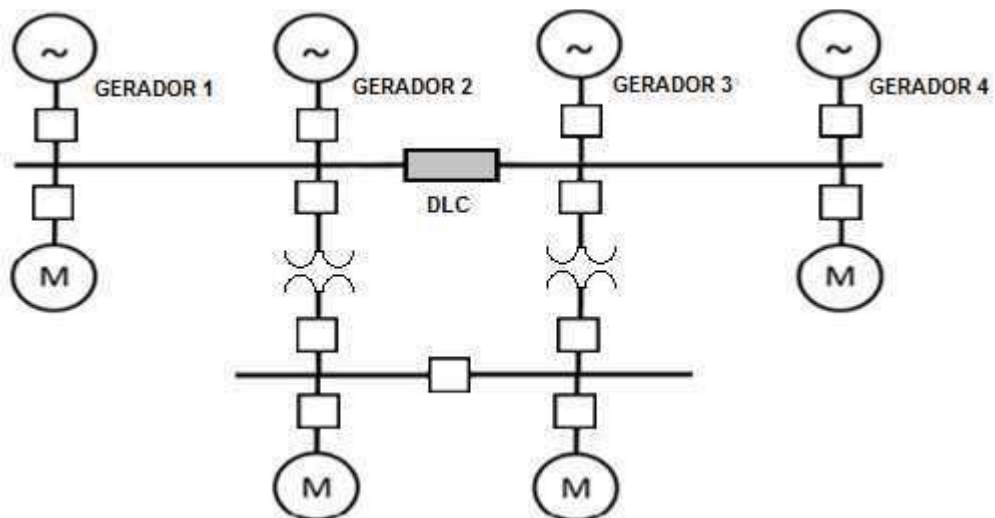 ~ ~ ~ ~
GERADOR 1 GERADOR 2 GERADOR 3 GERADOR 4
DLC
M M
M M